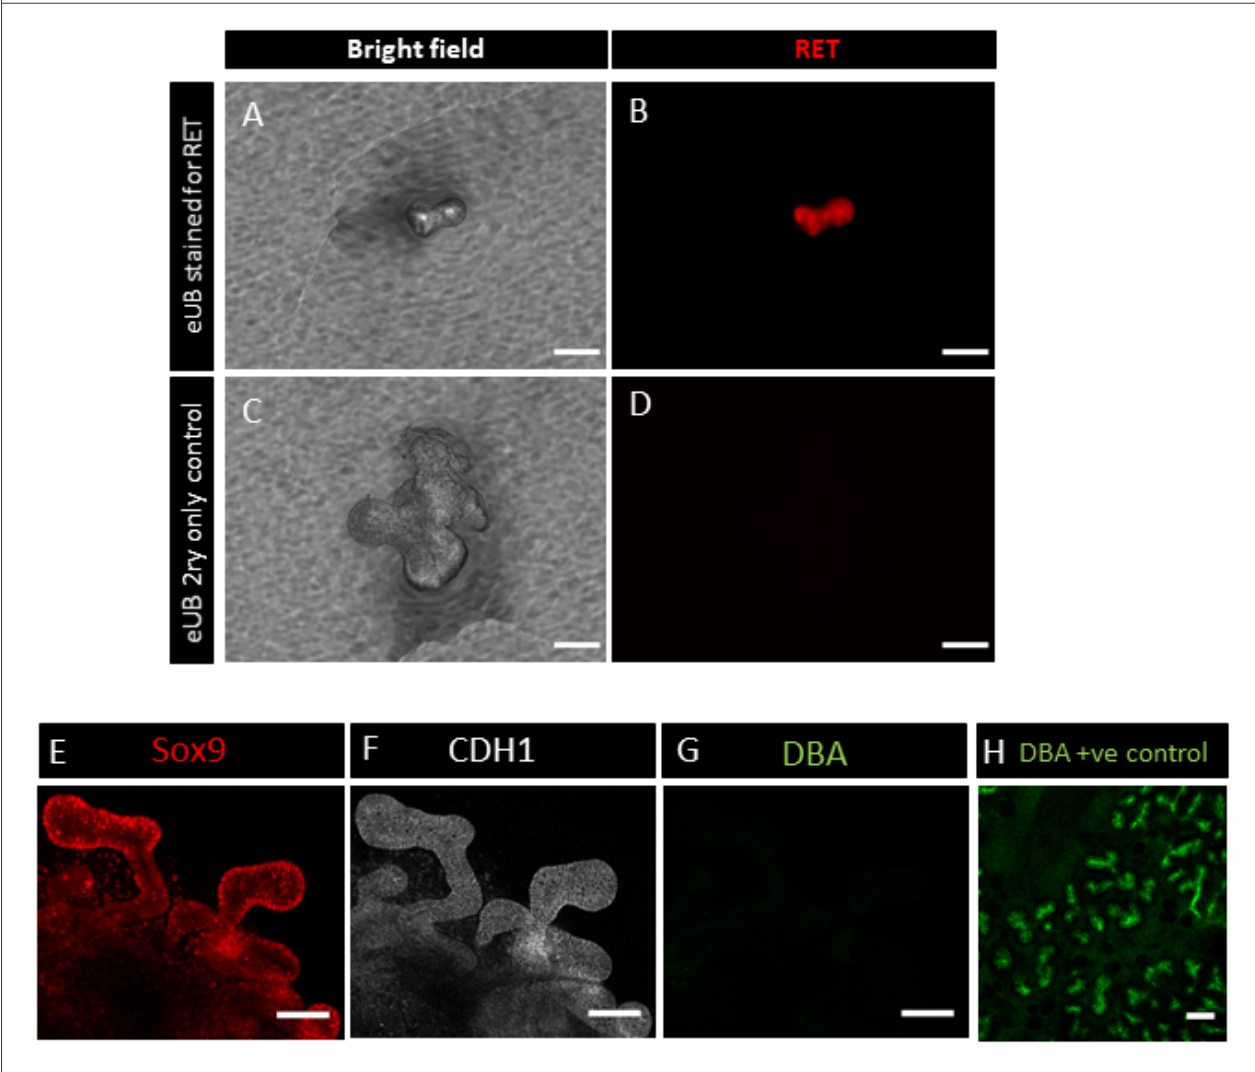 Bright field
RET
eUB stained for RET
A
B
eUB 2ry only control
C
D
E Sox9
F CDH1
G DBA
H DBA +ve control